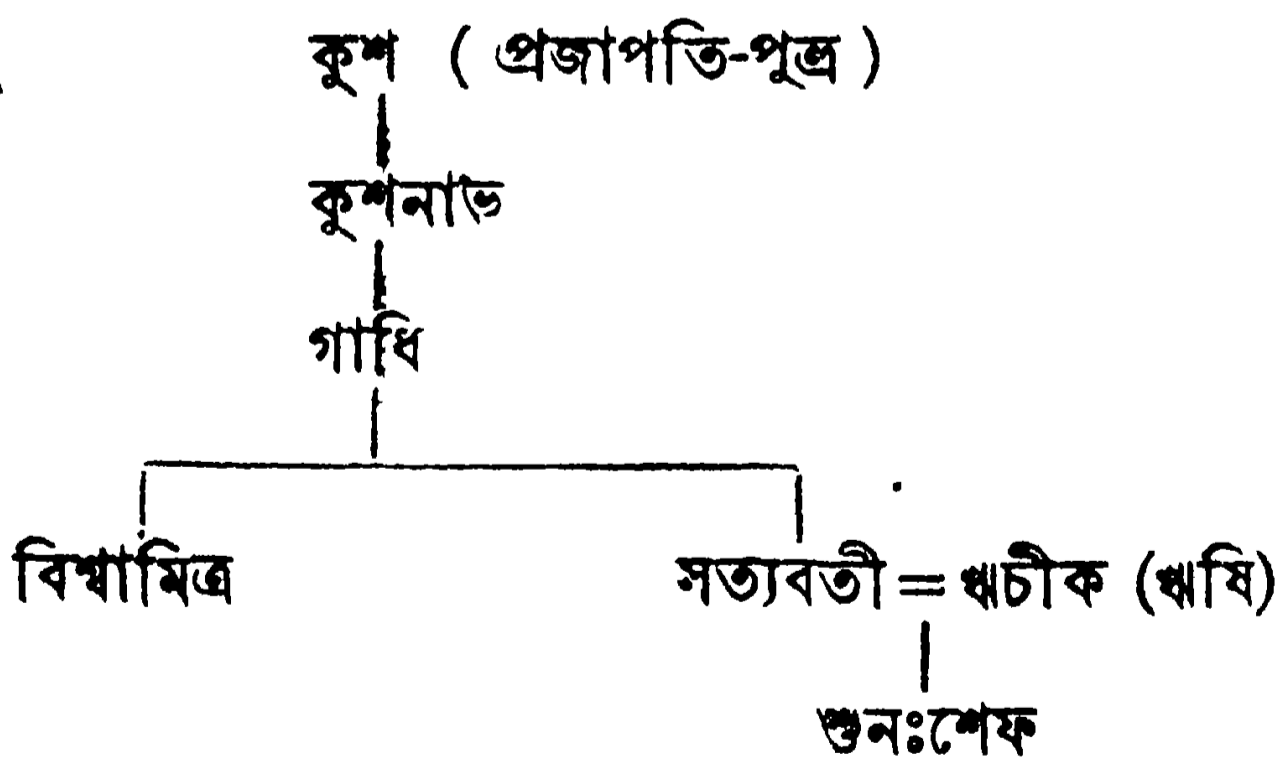 কুশ ( প্রজাপতি-পুত্র )
কুশনাভ
গাধি
বিশ্বামিত্র সত্যবতী = ঋচীক (ঋষি)
শুনঃশেফ